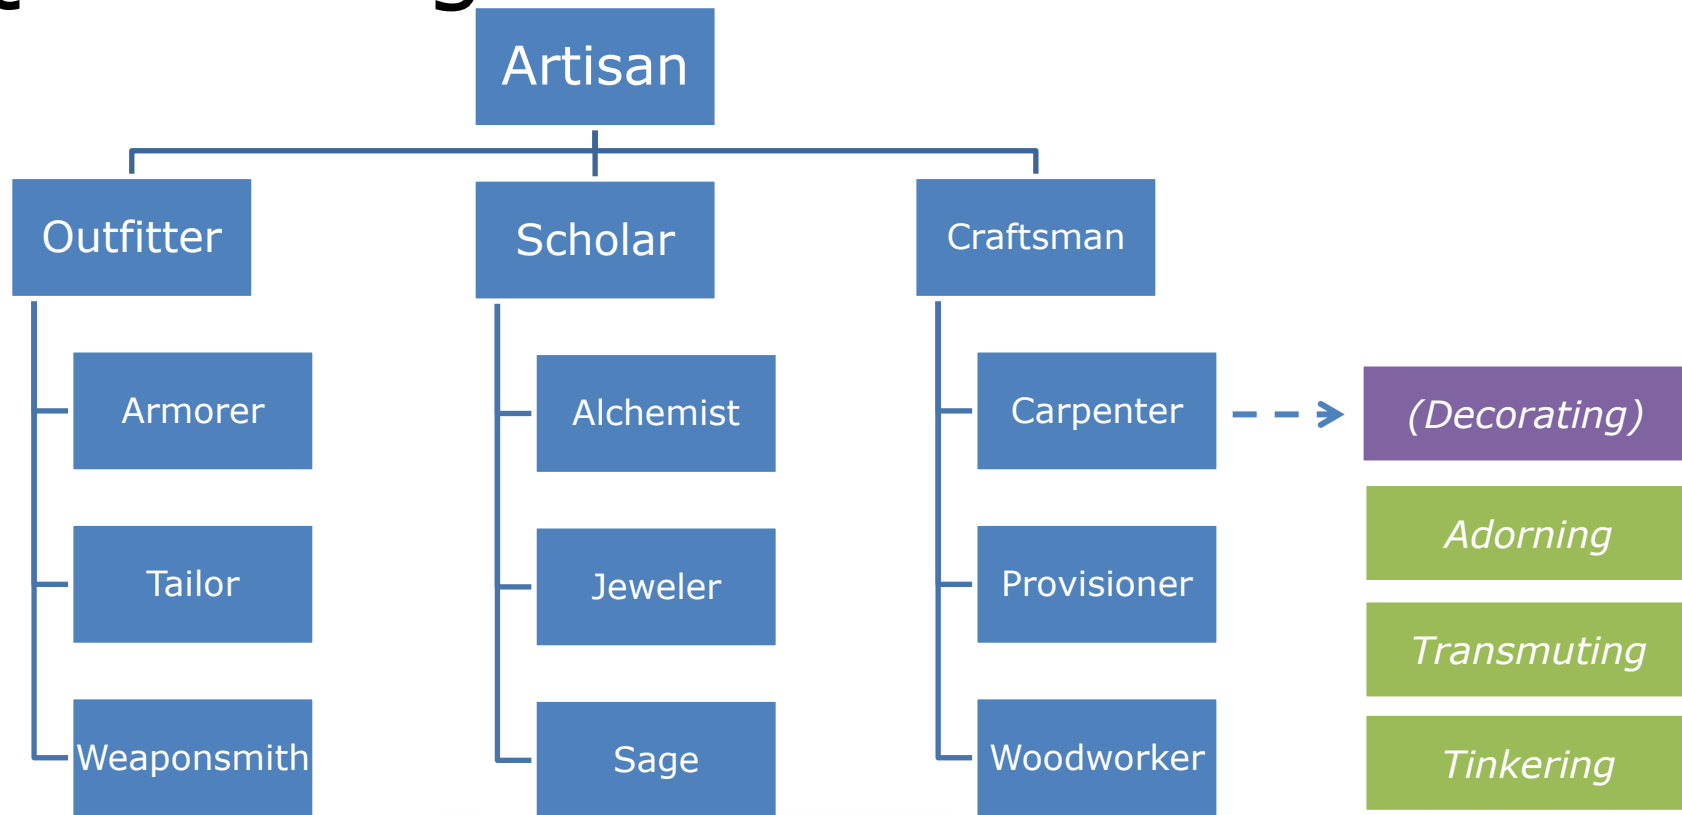 Artisan
Outfitter
Scholar
Craftsman
Armorer
Alchemist
Carpenter
(Decorating)
Adorning
Tailor
Jeweler
Provisioner
Transmuting
Weaponsmith
Sage
Woodworker
Tinkering